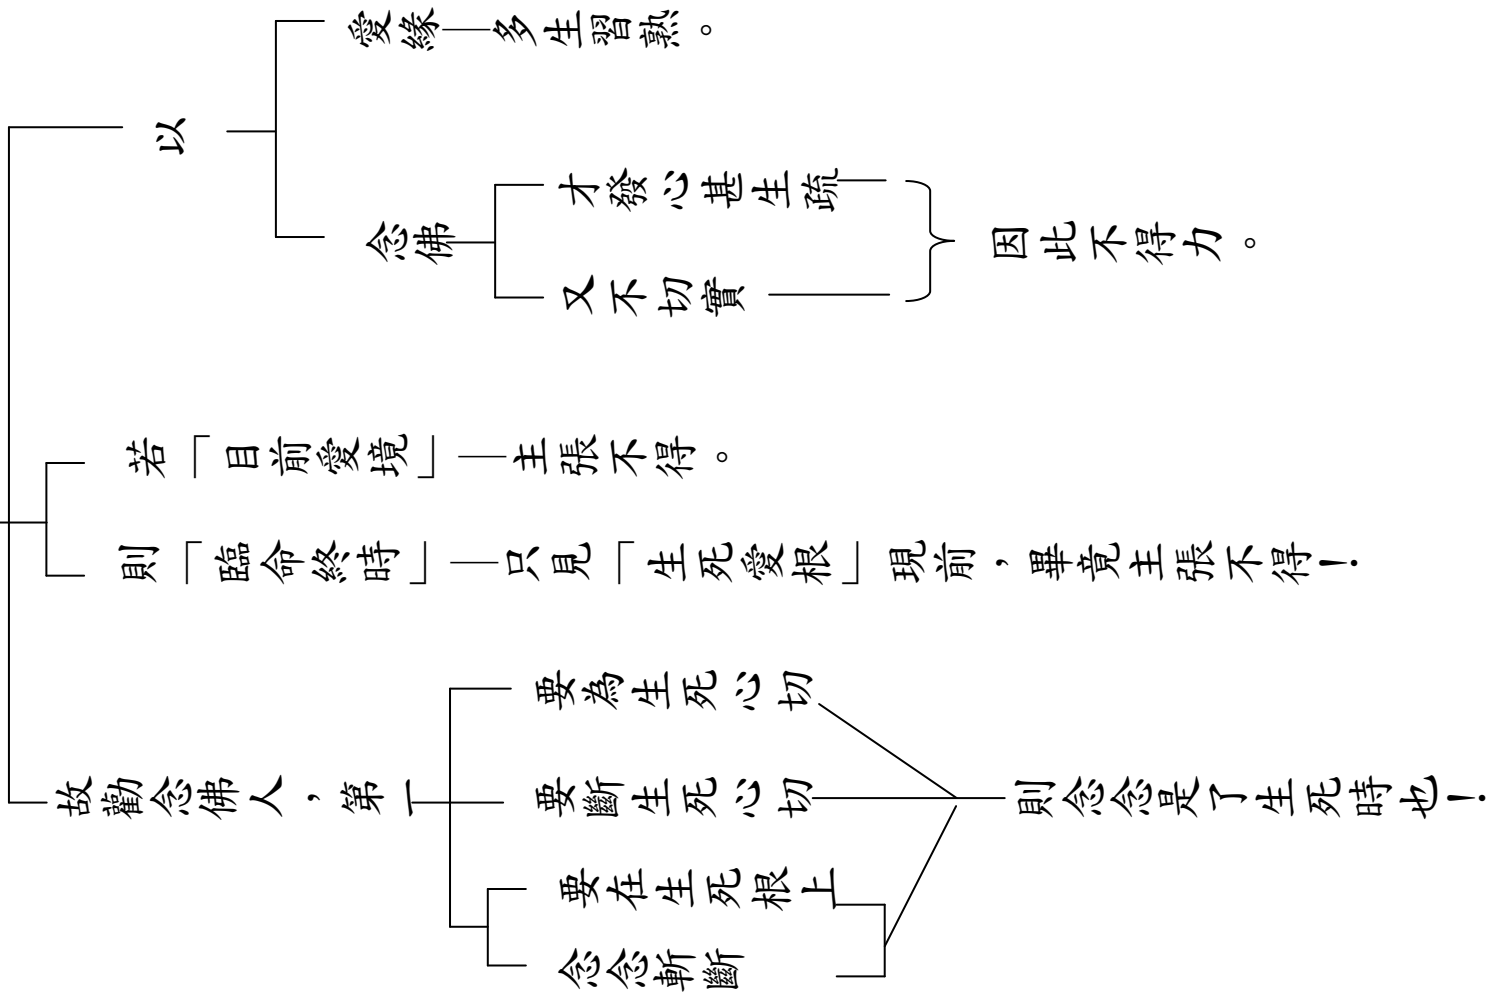 以
愛緣—多生習熟。
念佛
才發心甚生疏
又不切實
因此不得力。
若「目前愛境」—主張不得。
則「臨命終時」—只見「生死愛根」現前，畢竟主張不得！
故勸念佛人，第一
要為生死心切
要斷生死心切
要在生死根上
念念斬斷
則念念是了生死時也！